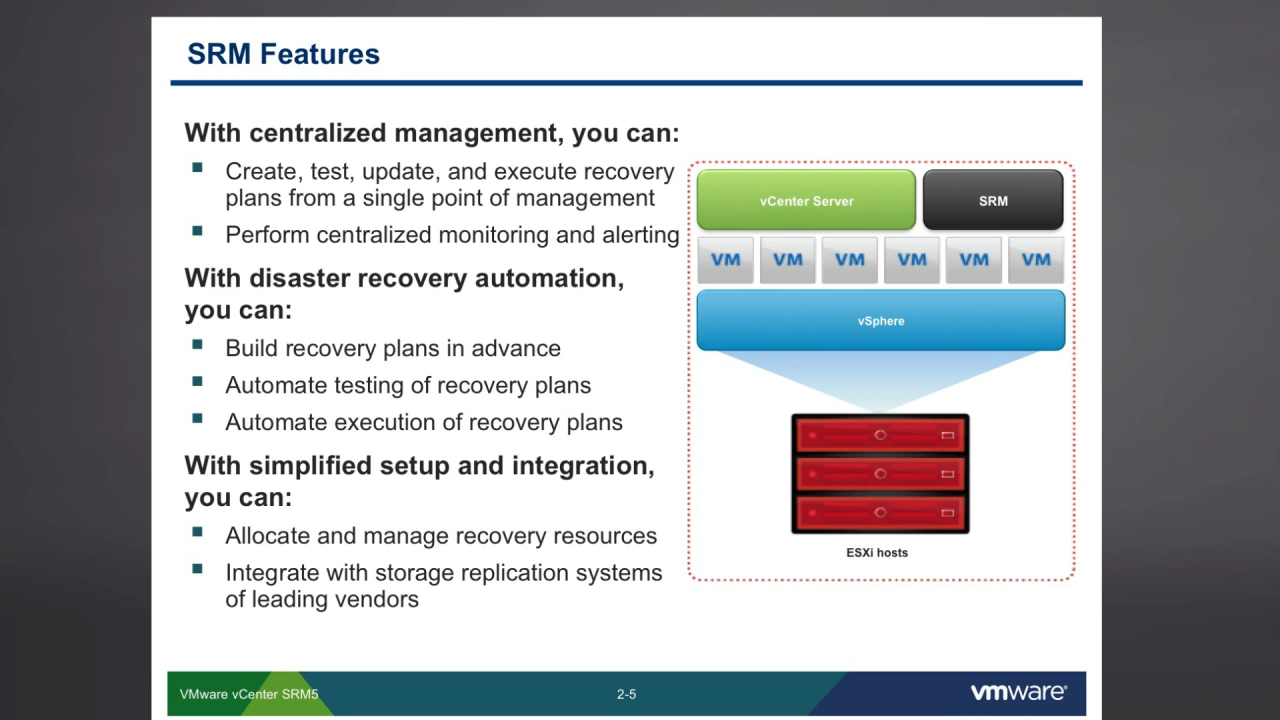 SRM Features
With centralized management, you can:
Create, test, update, and execute recovery
plans from a single point of management
Perform centralized monitoring and alerting
With disaster recovery automation,
you can:
Build recovery plans in advance
Automate testing of recovery plans
Automate execution of recovery plans
With simplified setup and integration,
you can:
Allocate and manage recovery resources
Integrate with storage replication systems
of leading vendors
vCenter Server
SRM
VM VM VM VM VM VM
vSphere
ESXi hosts
VMware vCenter SRM5
2-5
vmware®